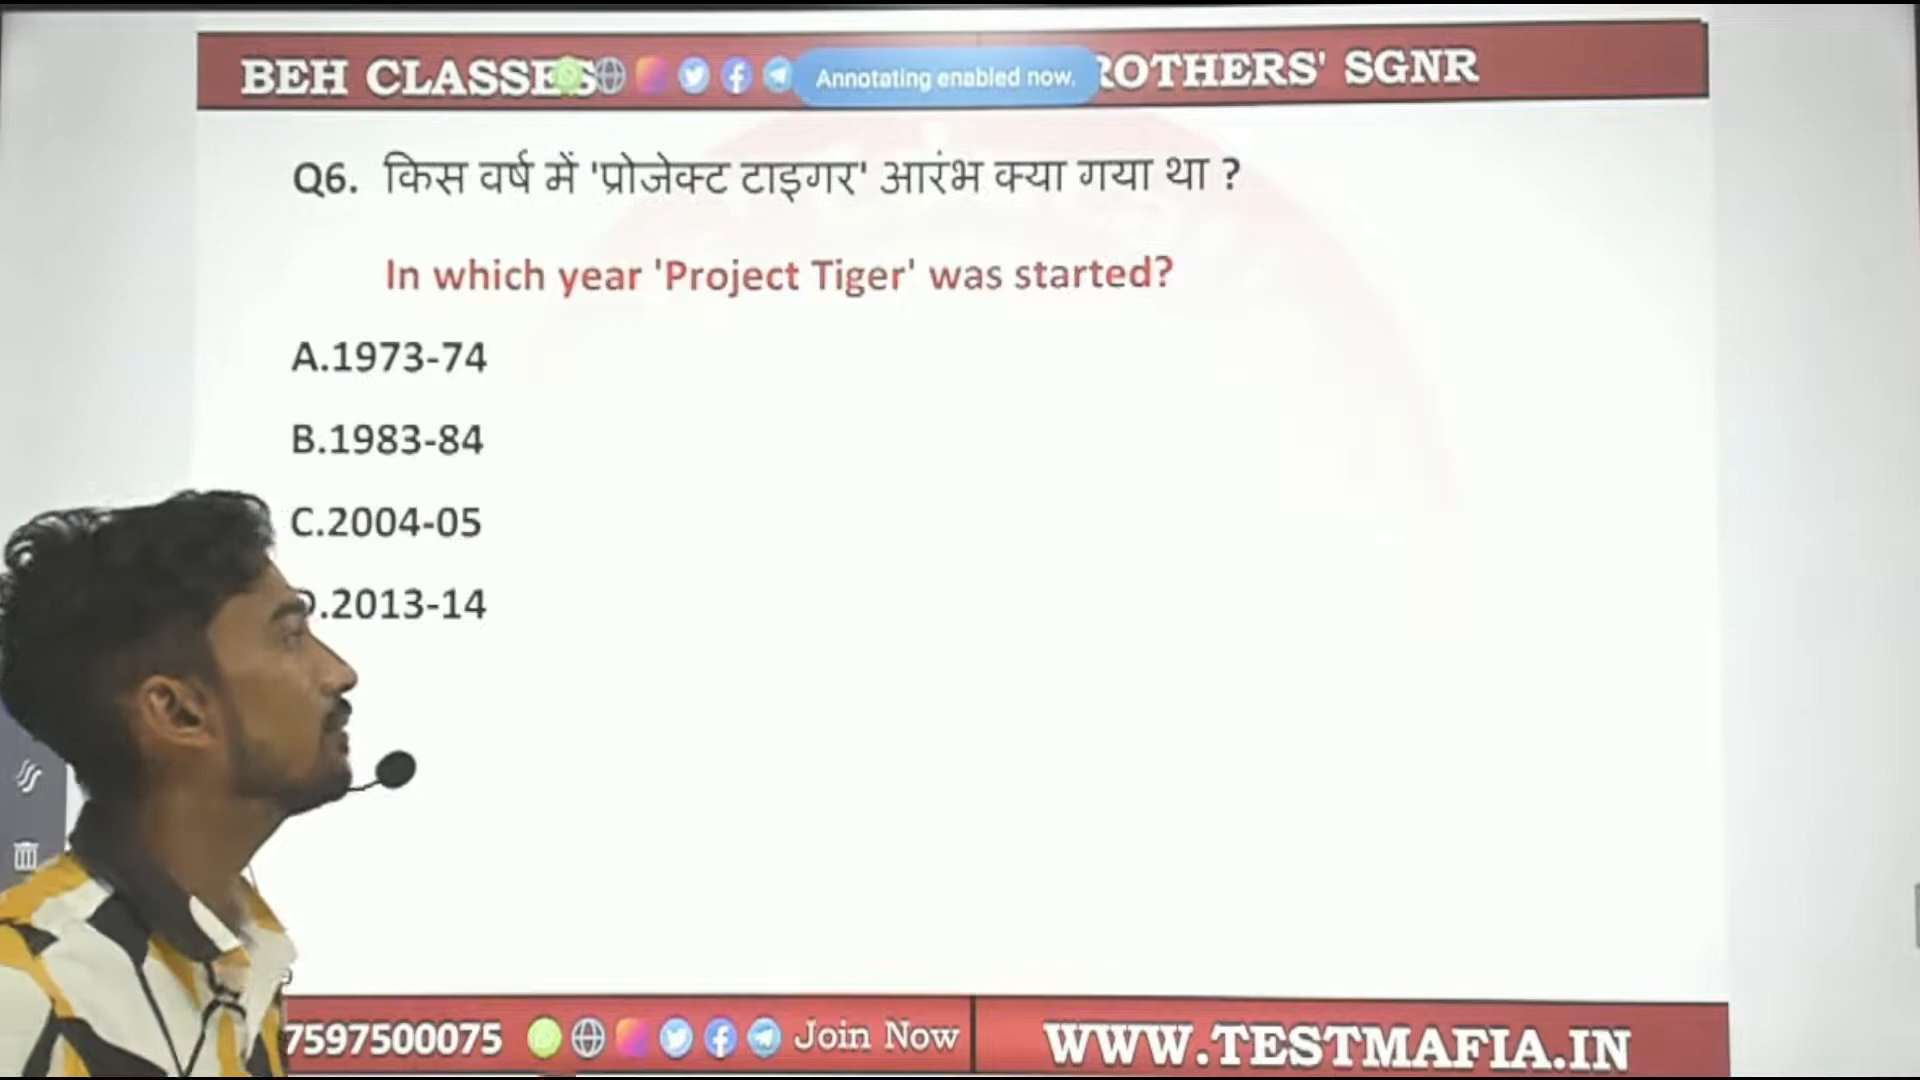 BEH CLASSES
Annotating enabled now.
ROTHERS' SGNR
Q6. किस वर्ष में 'प्रोजेक्ट टाइगर' आरंभ क्या गया था ?
In which year 'Project Tiger' was started?
A.1973-74
B.1983-84
C.2004-05
D.2013-14
7597500075 Join Now
WWW.TESTMAFIA.IN